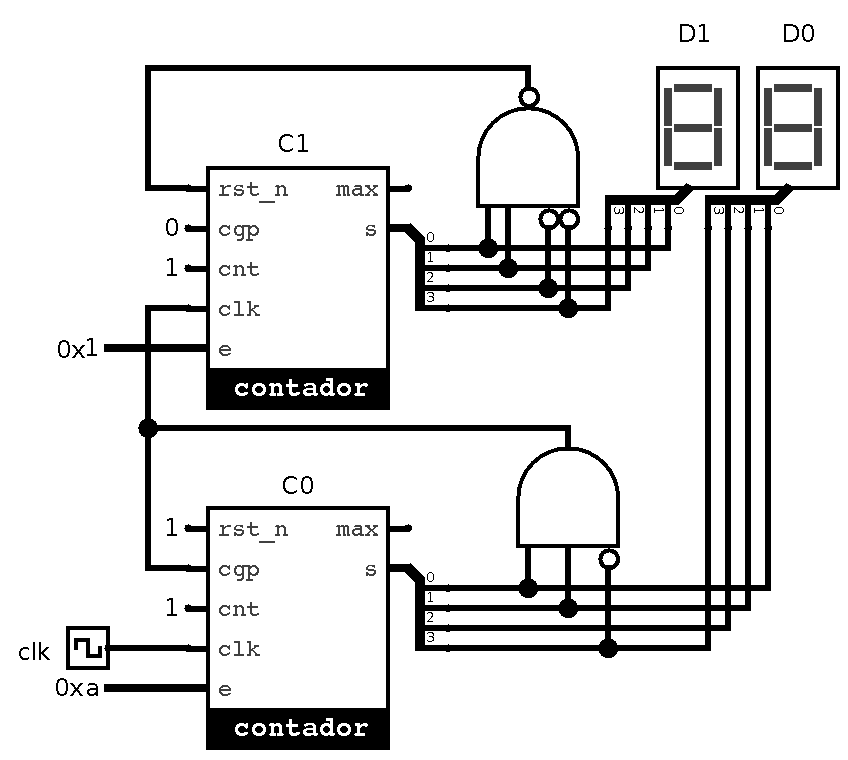 D1 D0
C1
rst_n max
0 cgp s
1 cnt
clk
0x1 e
contador
0
1
2
3
3 2 1 0
3 2 1 0
C0
1 rst_n max
cgp s
1 cnt
clk clk
0xa e
contador
0
1
2
3